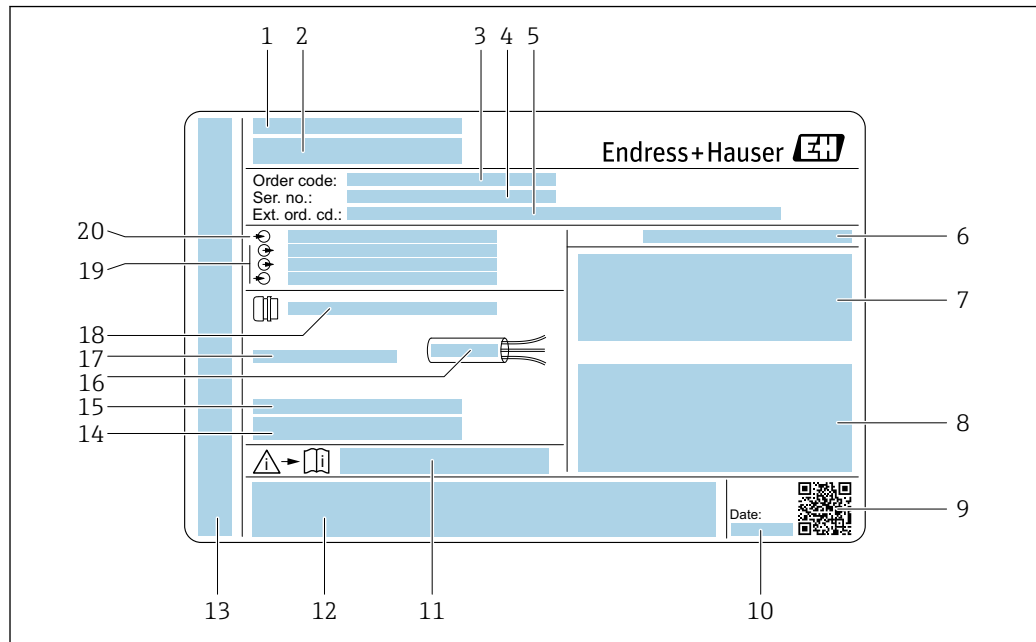 1 2 3 4 5
Endress+Hauser EH
Order code:
Ser. no.:
Ext. ord. cd.:
20
19
6
7
18
17
16
15
14
8
i i
Date:
9
13 12 11 10